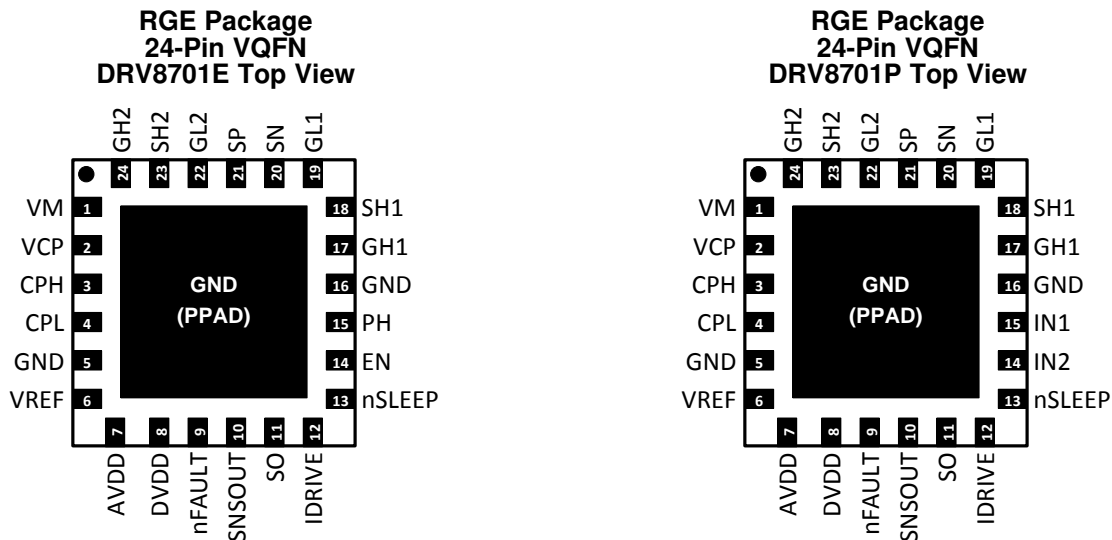 RGE Package
24-Pin VQFN
DRV8701E Top View
GH2
SH2
GL2
SP
SN
GL1
24
23
22
21
20
19
VM 1
VCP 2
CPH 3
CPL 4
GND 5
VREF 6
GND
(PPAD)
18 SH1
17 GH1
16 GND
15 PH
14 EN
13 nSLEEP
7
8
9
10
11
12
AVDD
DVDD
nFAULT
SNSOUT
SO
IDRIVE
RGE Package
24-Pin VQFN
DRV8701P Top View
GH2
SH2
GL2
SP
SN
GL1
24
23
22
21
20
19
VM 1
VCP 2
CPH 3
CPL 4
GND 5
VREF 6
GND
(PPAD)
18 SH1
17 GH1
16 GND
15 IN1
14 IN2
13 nSLEEP
7
8
9
10
11
12
AVDD
DVDD
nFAULT
SNSOUT
SO
IDRIVE